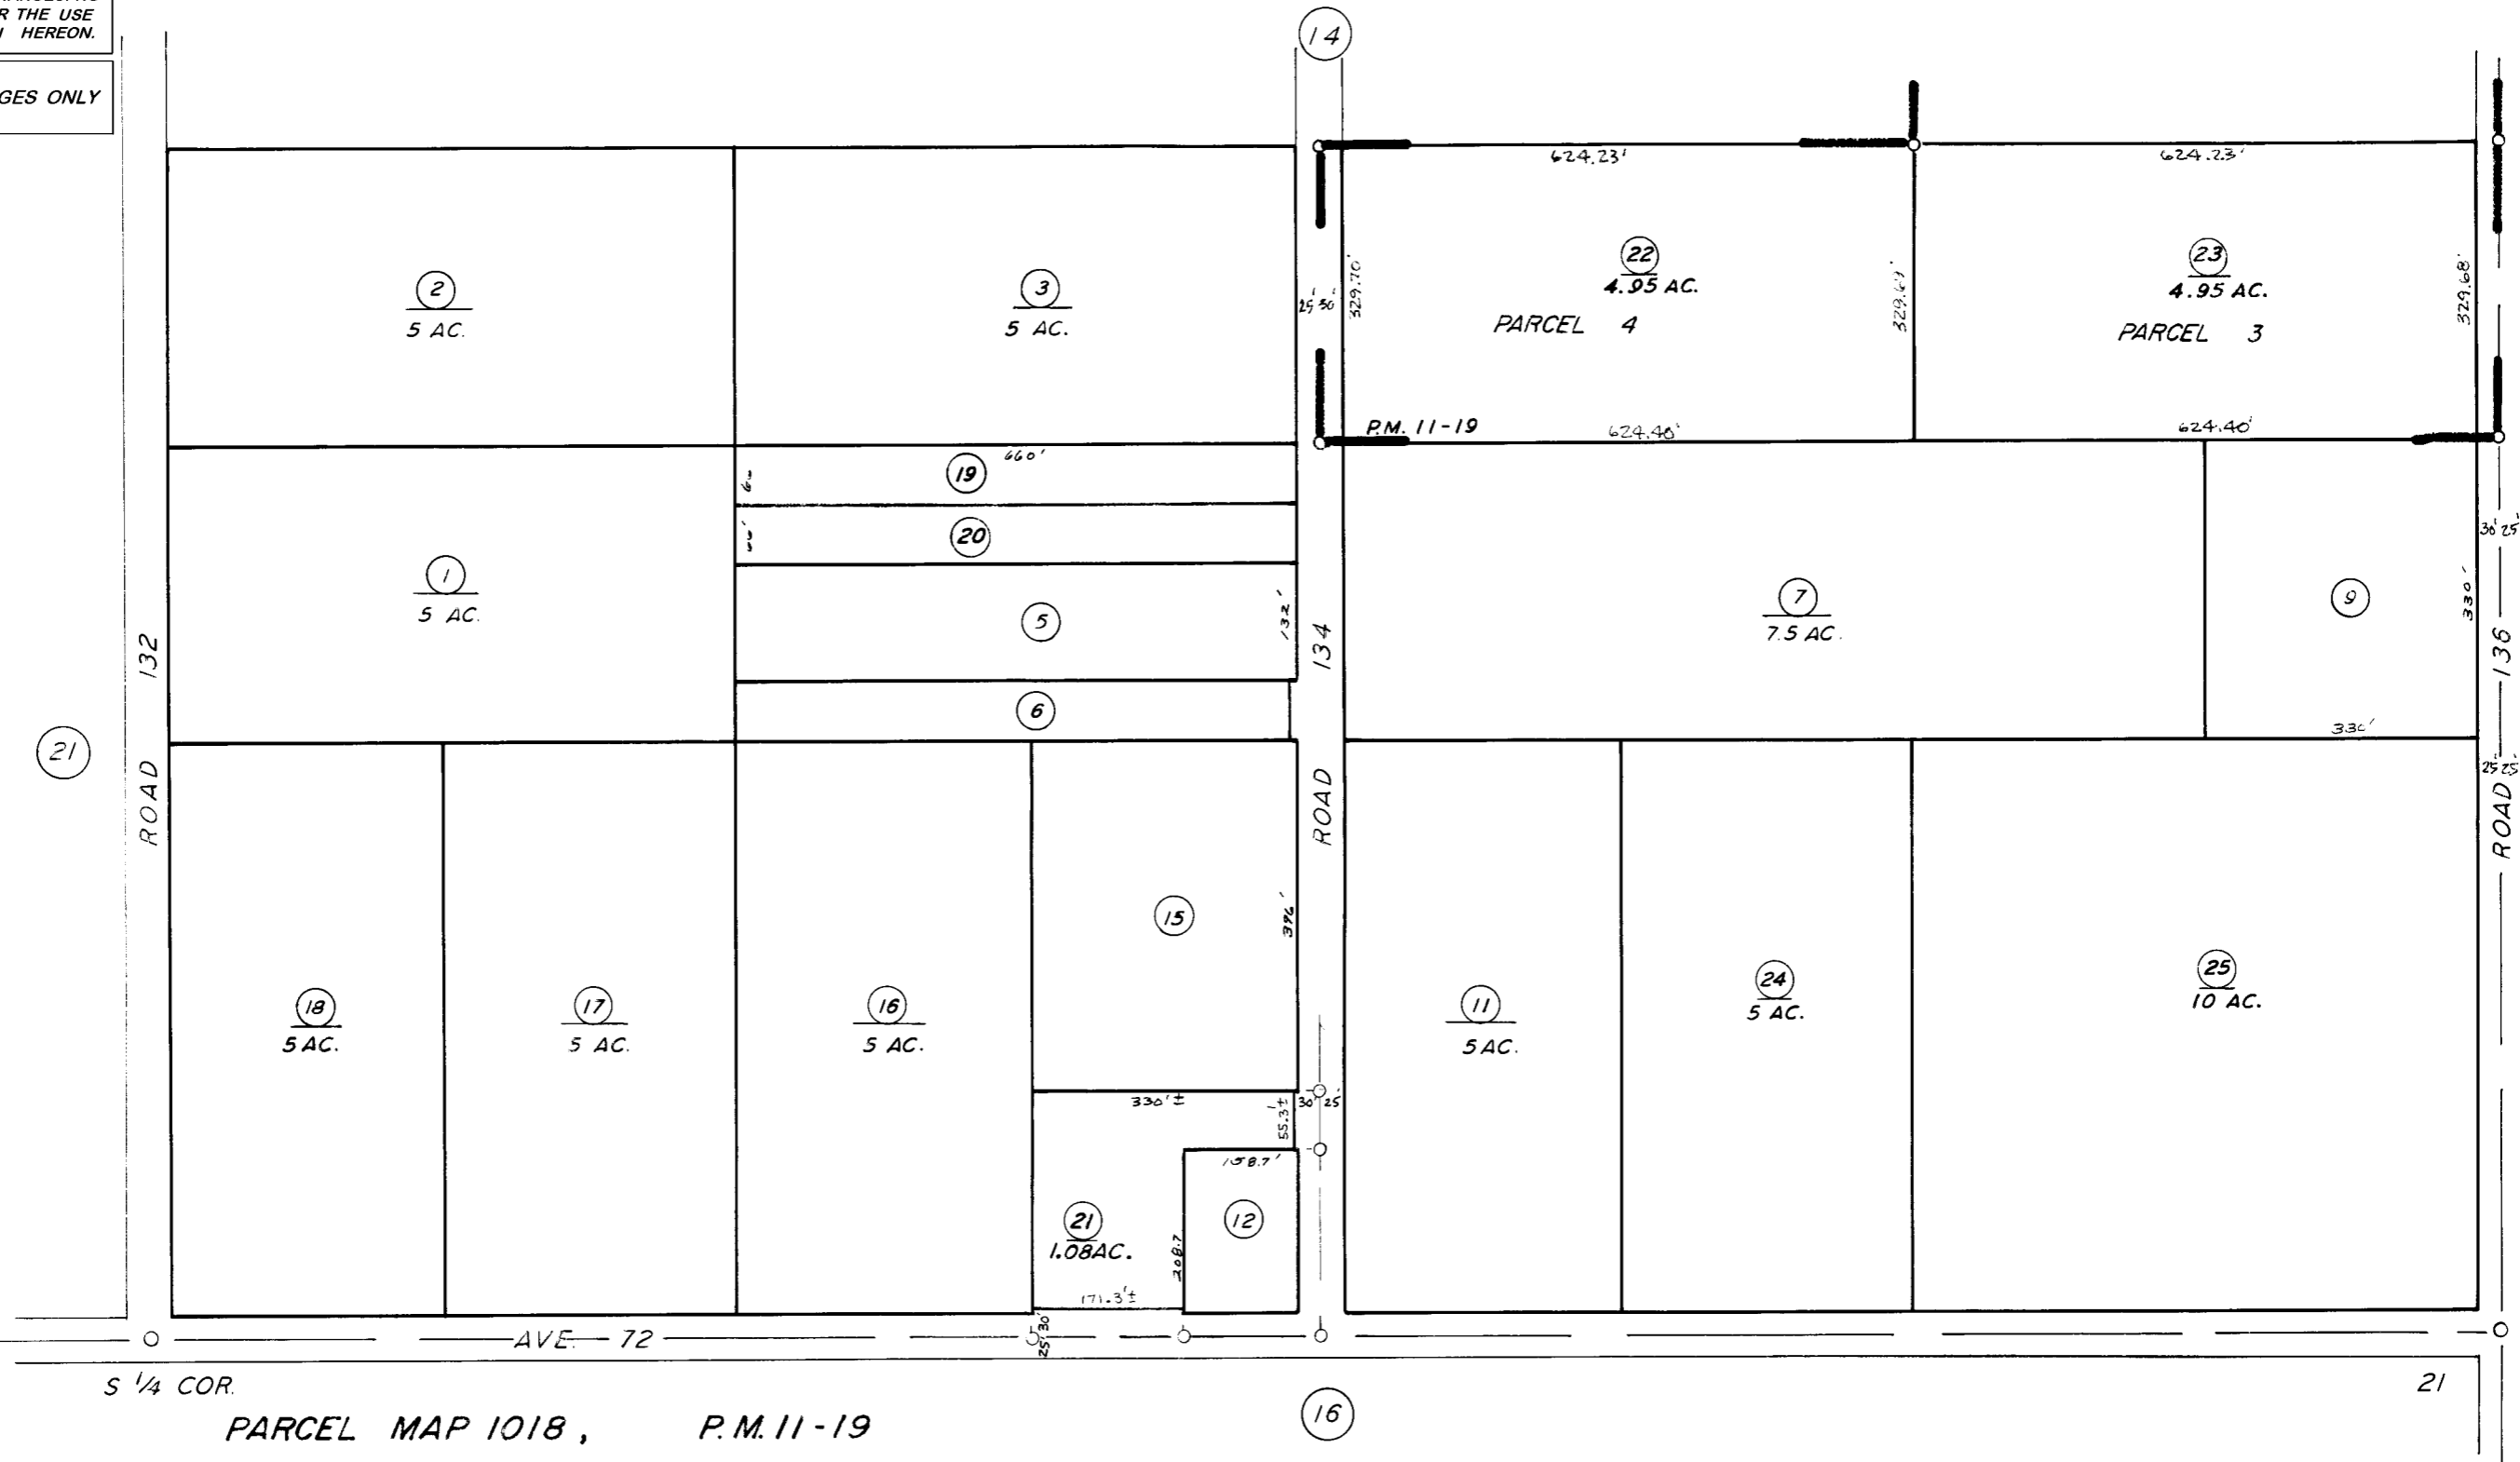 R THE USE
HEREON.
GES ONLY
14
624.23'
624.23'
2
5 AC.
3
5 AC.
22
4.95 AC.
PARCEL 4
23
4.95 AC.
PARCEL 3
25' 30'
329.70'
329.68'
P.M. 11-19
624.40'
624.40'
660'
19
66'
20
1
5 AC.
5
132'
6
7
7.5 AC.
9
330'
330'
30' 25'
25' 25'
ROAD 132
ROAD 134
ROAD 136
21
18
5 AC.
17
5 AC.
16
5 AC.
15
396'
11
5 AC.
24
5 AC.
25
10 AC.
330'±
55.3'±
30' 25'
158.7'
12
208.7
21
1.08 AC.
171.3'±
25' 30'
AVE. 72
S 1/4 COR.
21
16
PARCEL MAP 1018, P.M. 11-19